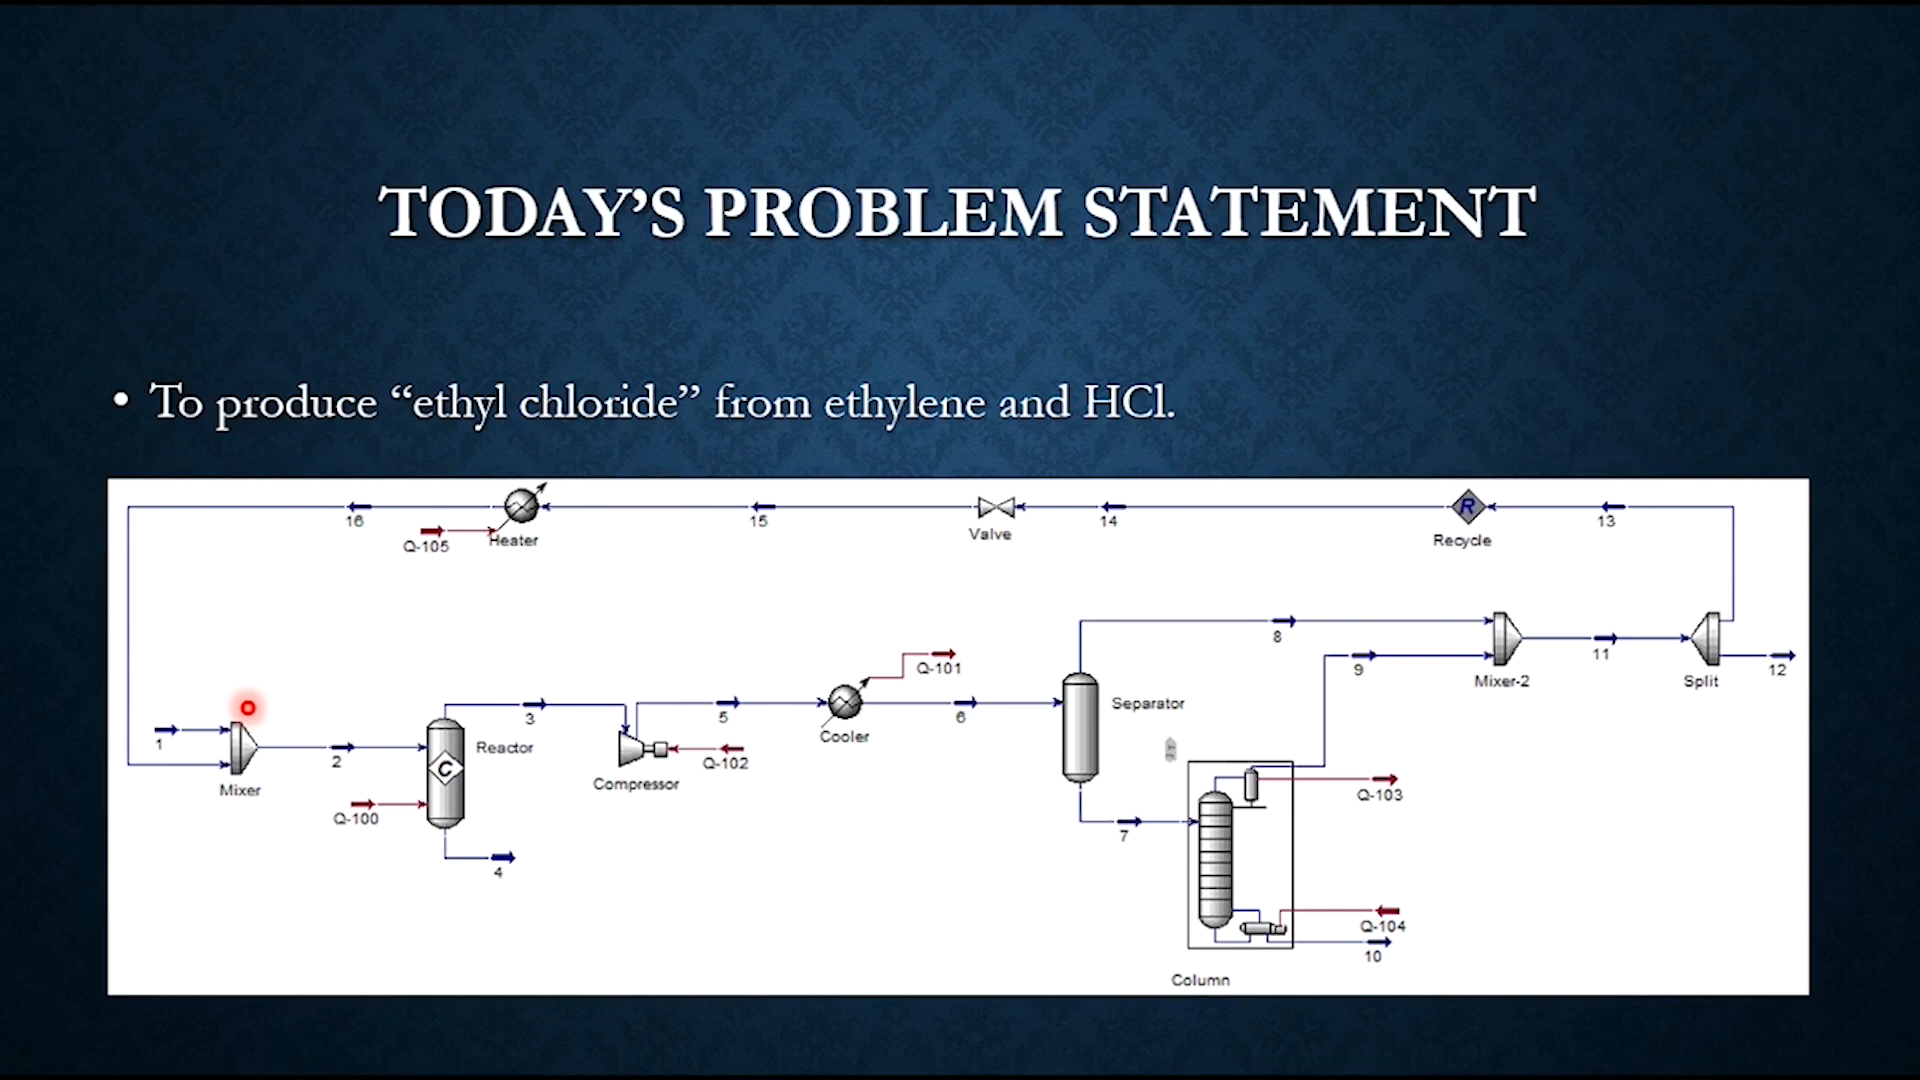 TODAY'S PROBLEM STATEMENT
• To produce “ethyl chloride” from ethylene and HCl.
16
Q-105
Heater
15
Valve
14
R
Recycle
13
8
9
Mixer-2
11
Split
12
1
Mixer
2
Q-100
C
Reactor
3
4
Compressor
5
Q-102
Cooler
Q-101
6
Separator
7
Q-103
Q-104
10
Column